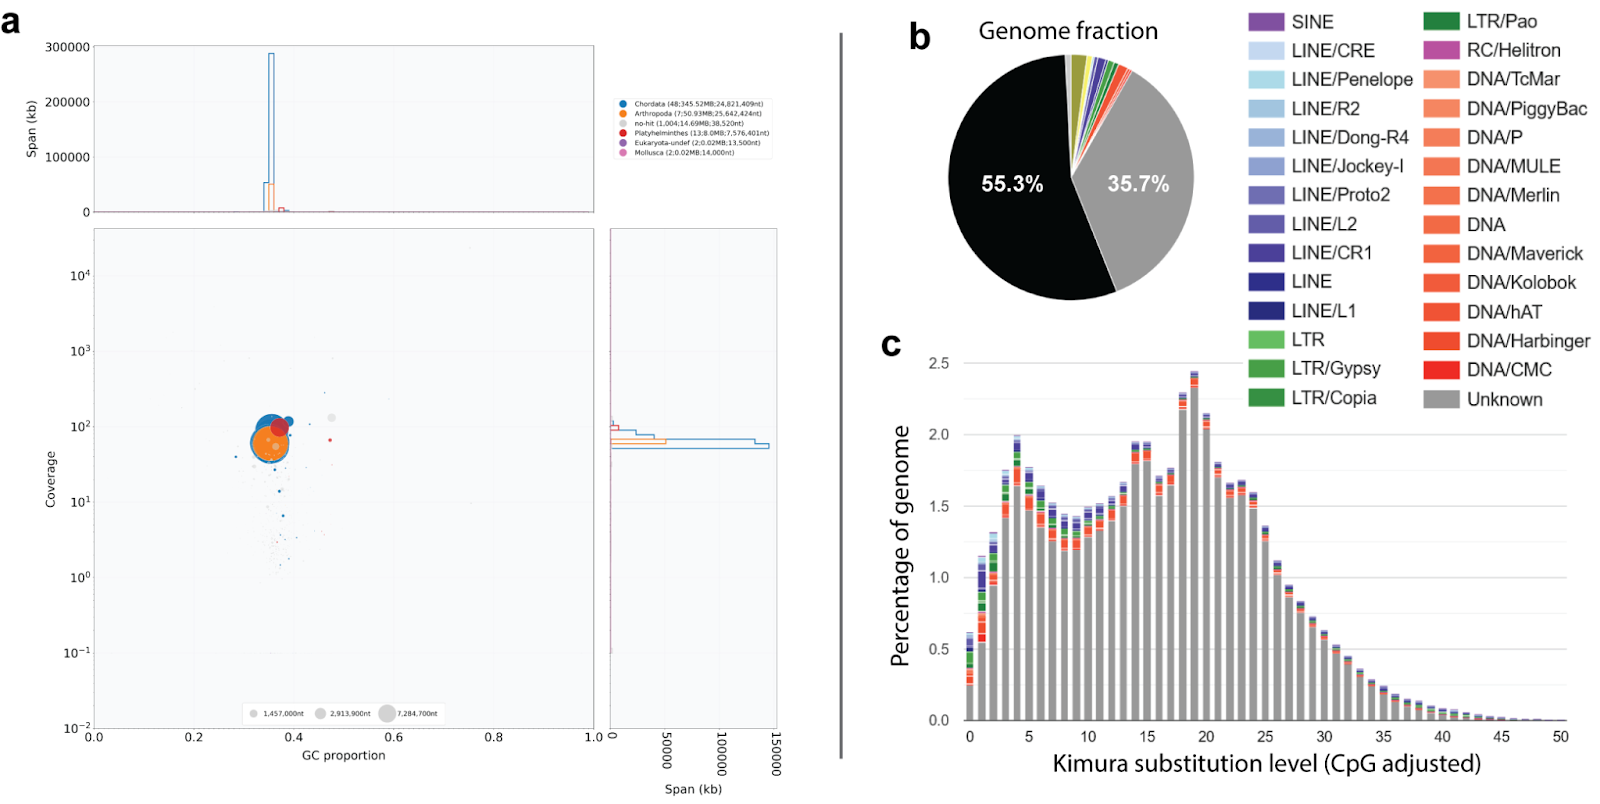 a
300000
200000
100000
0
Span (kb)
Chordata (48;345.52MB;24,821,409nt)
Arthropoda (7;50.93MB;25,642,424nt)
no-hit (1,004;14.69MB;38,520nt)
Platyhelminthes (13;8.0MB;7,576,401nt)
Eukaryota-undef (2;0.02MB;13,500nt)
Mollusca (2;0.02MB;14,000nt)
10⁴
10³
10²
10¹
10⁰
10⁻¹
10⁻²
Coverage
1,457,000nt
2,913,900nt
7,284,700nt
0.0 0.2 0.4 0.6 0.8 1.0
GC proportion
0 50000 100000 150000
Span (kb)
b
Genome fraction
55.3%
35.7%
SINE
LINE/CRE
LINE/Penelope
LINE/R2
LINE/Dong-R4
LINE/Jockey-I
LINE/Proto2
LINE/L2
LINE/CR1
LINE
LINE/L1
LTR
LTR/Gypsy
LTR/Copia
LTR/Pao
RC/Helitron
DNA/TcMar
DNA/PiggyBac
DNA/P
DNA/MULE
DNA/Merlin
DNA
DNA/Maverick
DNA/Kolobok
DNA/hAT
DNA/Harbinger
DNA/CMC
Unknown
c
2.5
2.0
1.5
1.0
0.5
0.0
Percentage of genome
0 5 10 15 20 25 30 35 40 45 50
Kimura substitution level (CpG adjusted)